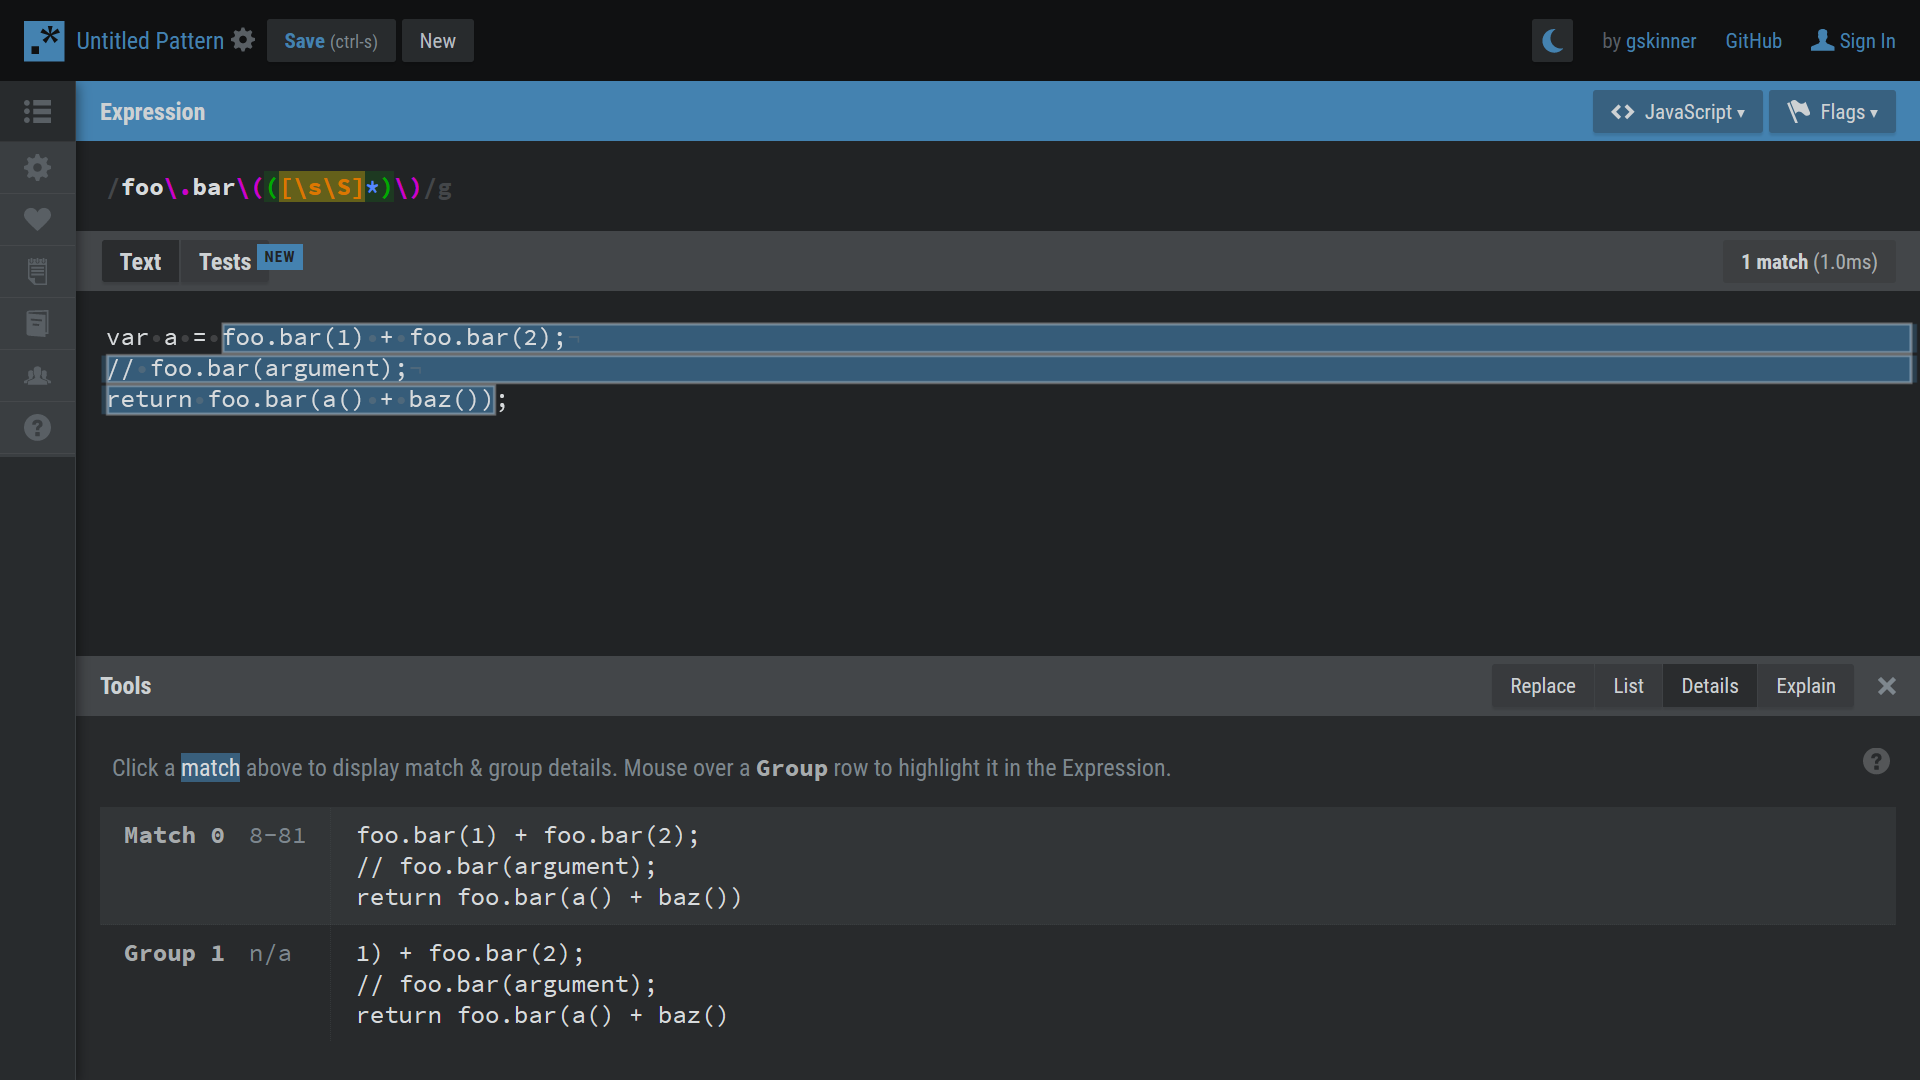 .* Untitled Pattern Save (ctrl-s) New by gskinner GitHub Sign In
Expression JavaScript ▾ Flags ▾
/foo\.bar\(([\s\S]*)\)/g
Text Tests NEW 1 match (1.0ms)
var a = foo.bar(1) + foo.bar(2);
// foo.bar(argument);
return foo.bar(a() + baz());
Tools Replace List Details Explain
Click a match above to display match & group details. Mouse over a Group row to highlight it in the Expression.
Match 0 8-81 foo.bar(1) + foo.bar(2);
// foo.bar(argument);
return foo.bar(a() + baz())
Group 1 n/a 1) + foo.bar(2);
// foo.bar(argument);
return foo.bar(a() + baz()